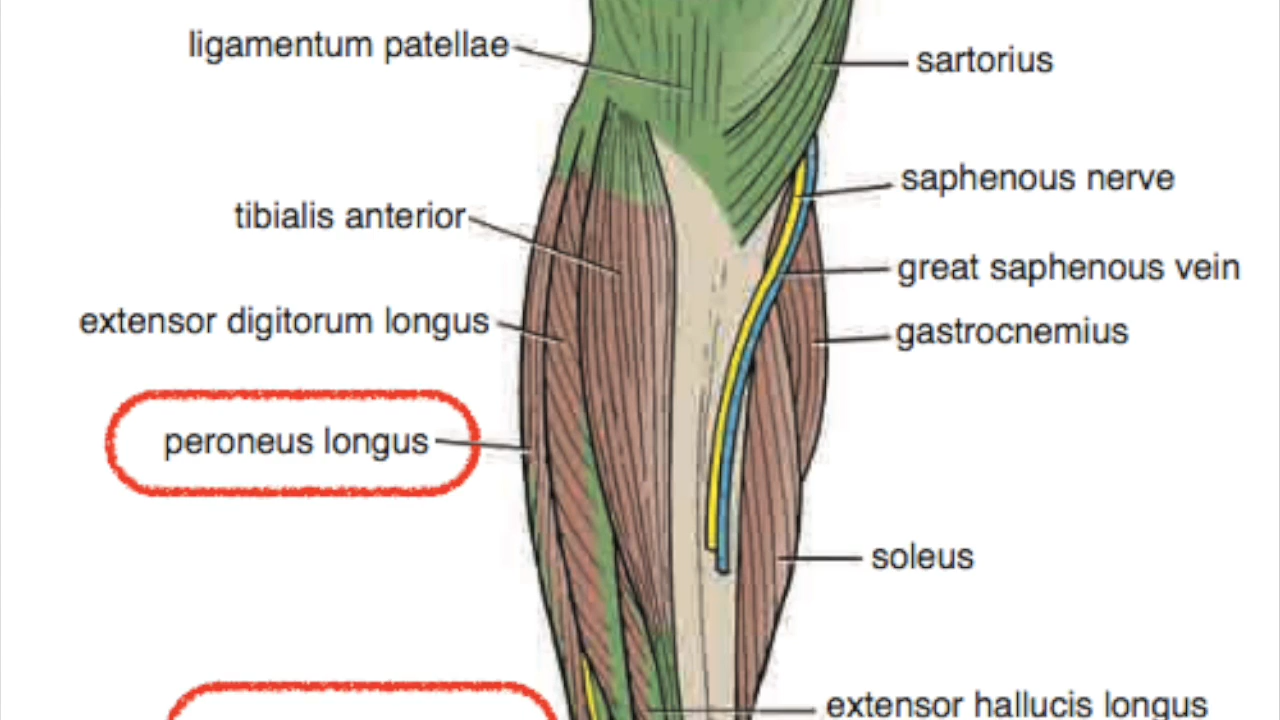 ligamentum patellae
sartorius
saphenous nerve
tibialis anterior
great saphenous vein
extensor digitorum longus
gastrocnemius
peroneus longus
soleus
extensor hallucis longus